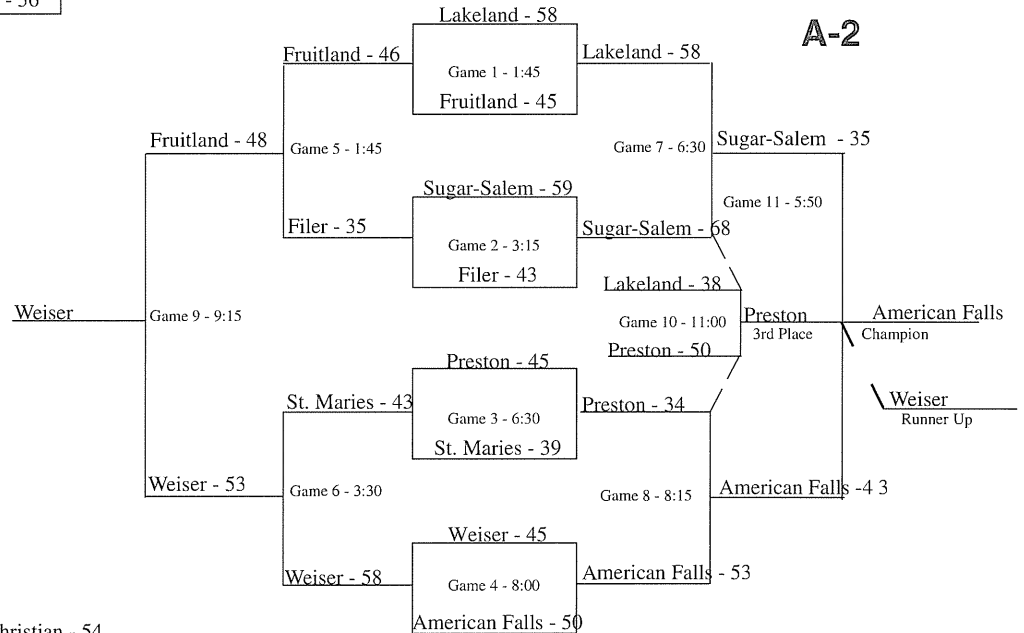 - 56
A-2
Lakeland - 58
Fruitland - 46
Game 1 - 1:45
Lakeland - 58
Fruitland - 45
Fruitland - 48
Game 5 - 1:45
Game 7 - 6:30
Sugar-Salem - 35
Sugar-Salem - 59
Game 11 - 5:50
Filer - 35
Game 2 - 3:15
Sugar-Salem - 68
Filer - 43
Lakeland - 38
Weiser
Game 9 - 9:15
Game 10 - 11:00
Preston
American Falls
3rd Place
Champion
Preston - 50
Preston - 45
St. Maries - 43
Game 3 - 6:30
Preston - 34
Weiser
Runner Up
St. Maries - 39
Weiser - 53
Game 6 - 3:30
Game 8 - 8:15
American Falls -4 3
Weiser - 45
Weiser - 58
Game 4 - 8:00
American Falls - 53
American Falls - 50
hristian - 54